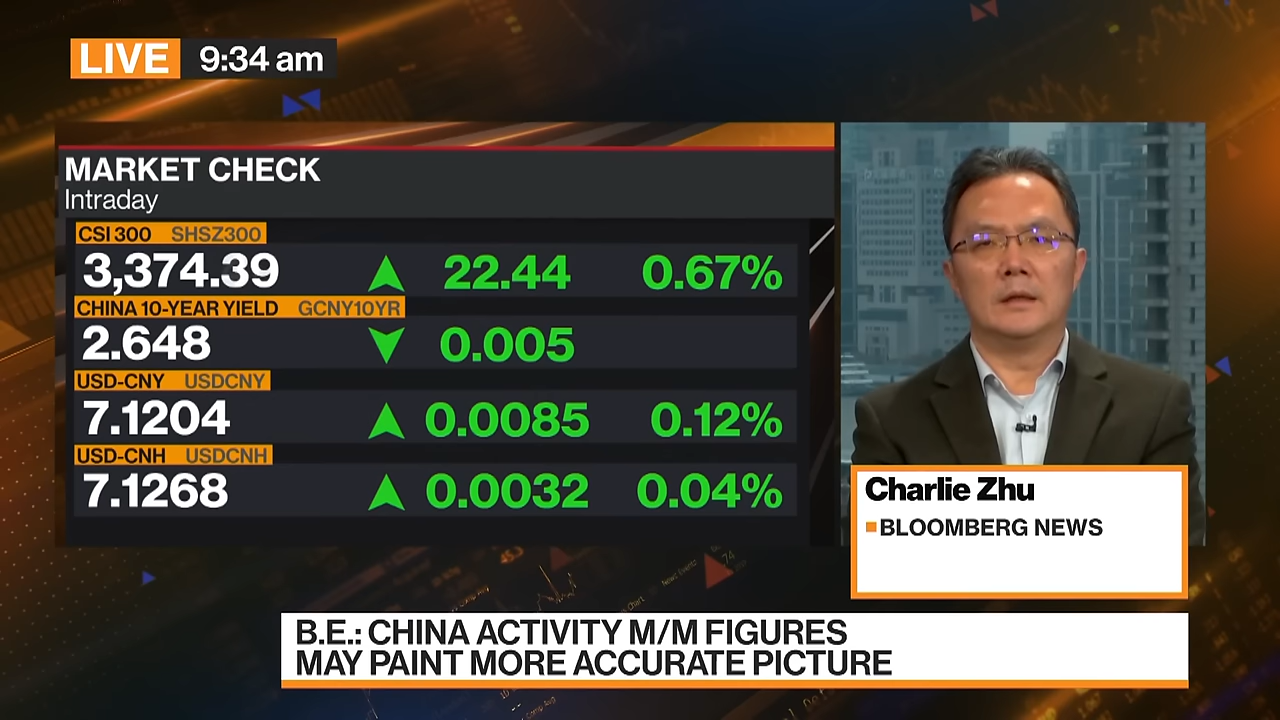 LIVE 9:34 am
MARKET CHECK
Intraday
CSI 300 SHSZ300
3,374.39 22.44 0.67%
CHINA 10-YEAR YIELD GCNY10YR
2.648 0.005
USD-CNY USDCNY
7.1204 0.0085 0.12%
USD-CNH USDCNH
7.1268 0.0032 0.04%
Charlie Zhu
BLOOMBERG NEWS
B.E.: CHINA ACTIVITY M/M FIGURES
MAY PAINT MORE ACCURATE PICTURE